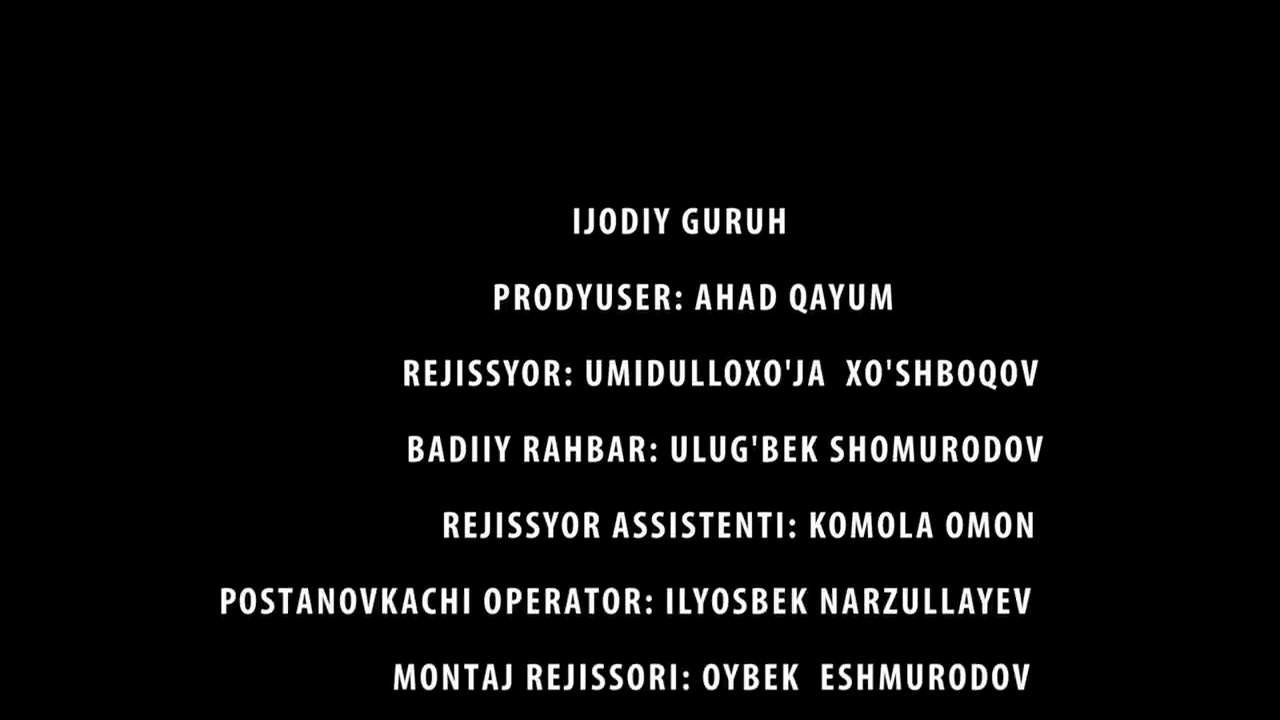 IJODIY GURUH
PRODYUSER: AHAD QAYUM
REJISSYOR: UMIDULLOXO'JA  XO'SHBOQOV
BADIIY RAHBAR: ULUG'BEK SHOMURODOV
REJISSYOR ASSISTENTI: KOMOLA OMON
POSTANOVKACHI OPERATOR: ILYOSBEK NARZULLAYEV
MONTAJ REJISSORI: OYBEK  ESHMURODOV